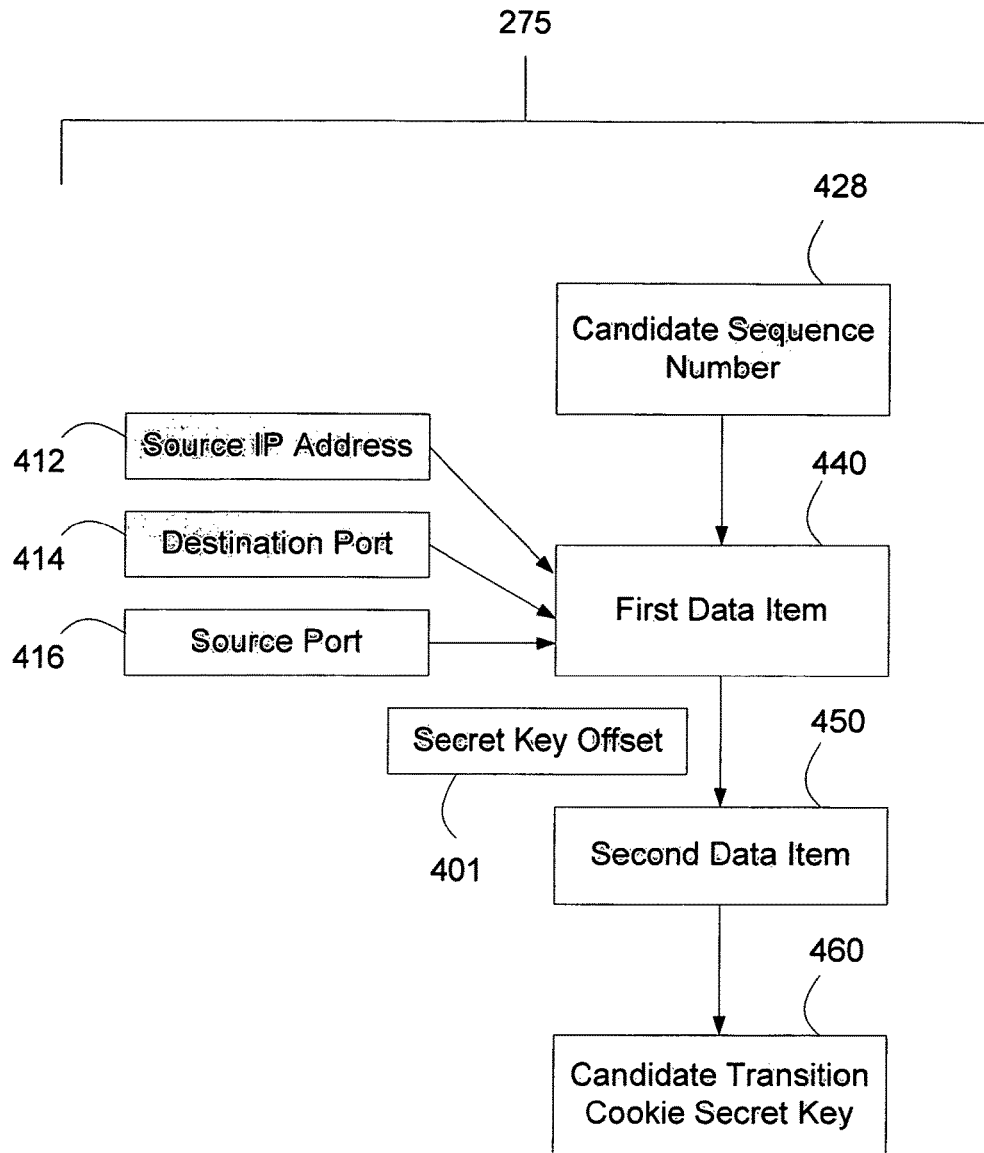 275
428
Candidate Sequence
Number
412
Source IP Address
440
414
Destination Port
First Data Item
416
Source Port
Secret Key Offset
450
401
Second Data Item
460
Candidate Transition
Cookie Secret Key